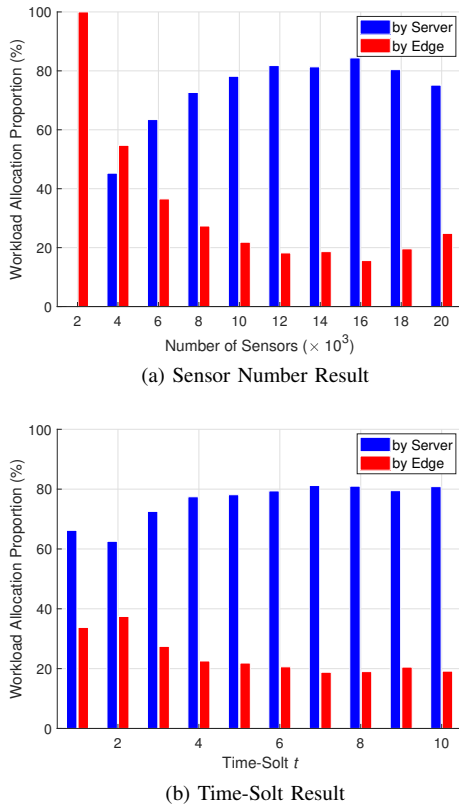 100
80
60
40
20
0
Workload Allocation Proportion (%)
by Server
by Edge
2 4 6 8 10 12 14 16 18 20
Number of Sensors (× 10³)
(a) Sensor Number Result
100
80
60
40
20
0
Workload Allocation Proportion (%)
by Server
by Edge
2 4 6 8 10
Time-Solt t
(b) Time-Solt Result